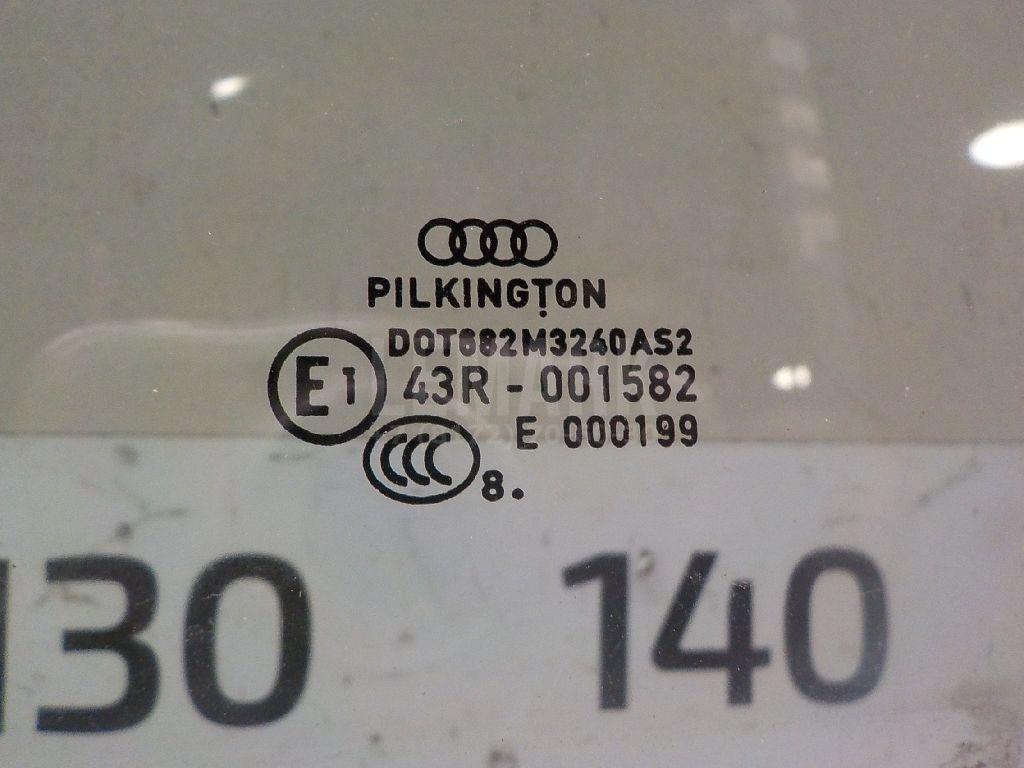 PILKINGTON
DOT682M3240AS2
E1 43R - 001582
E 000199
CCC 8.
130 140